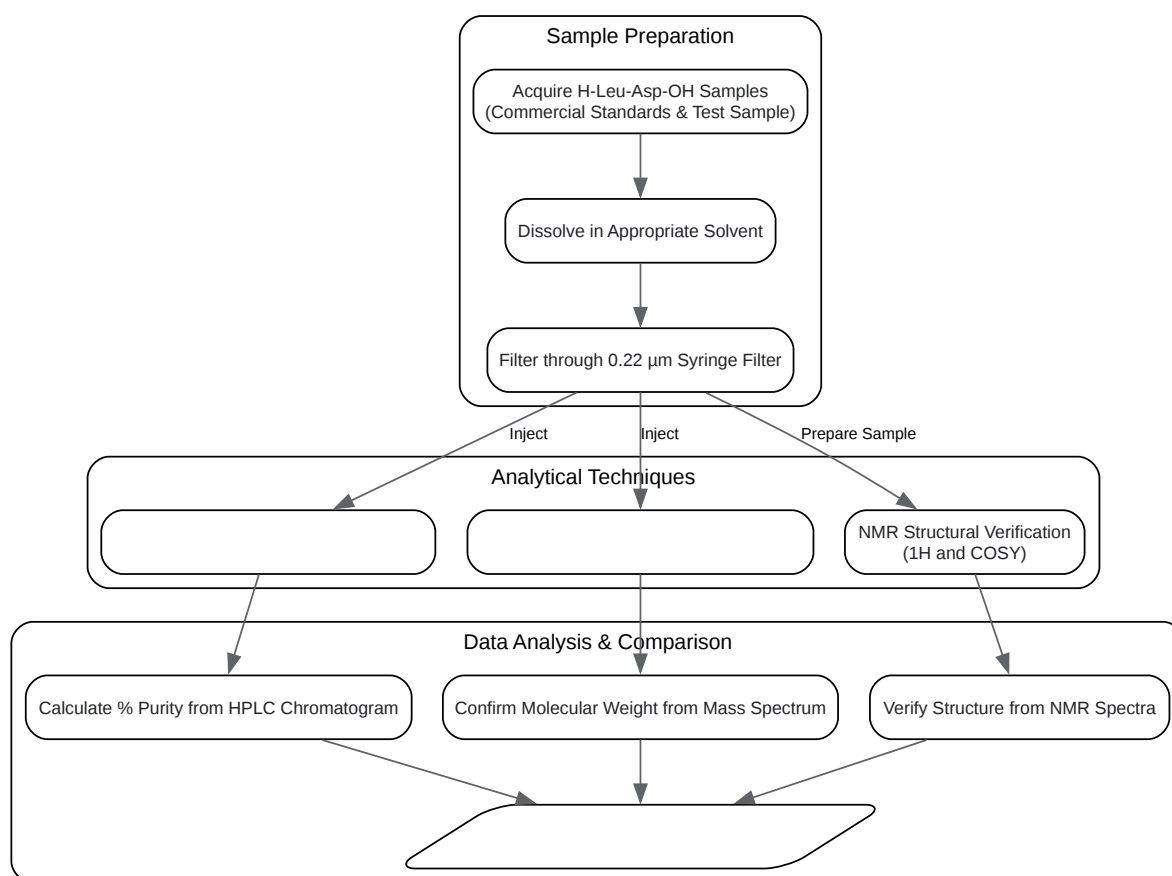 Sample Preparation
Acquire H-Leu-Asp-OH Samples
(Commercial Standards & Test Sample)
Dissolve in Appropriate Solvent
Filter through 0.22 µm Syringe Filter
Inject
Inject
Prepare Sample
Analytical Techniques
NMR Structural Verification
(1H and COSY)
Data Analysis & Comparison
Calculate % Purity from HPLC Chromatogram
Confirm Molecular Weight from Mass Spectrum
Verify Structure from NMR Spectra